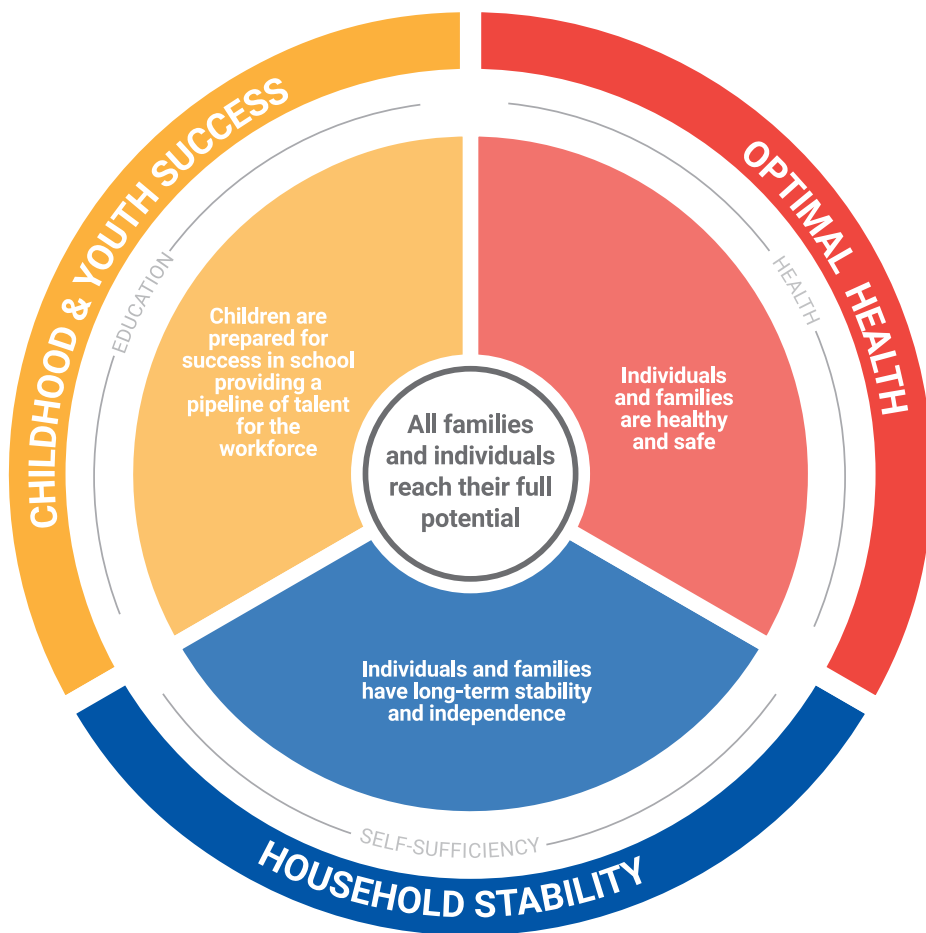 CHILDHOOD & YOUTH SUCCESS
EDUCATION
Children are
prepared for
success in school
providing a
pipeline of talent
for the
workforce
OPTIMAL HEALTH
HEALTH
Individuals
and families
are healthy
and safe
All families
and individuals
reach their full
potential
Individuals and families
have long-term stability
and independence
SELF-SUFFICIENCY
HOUSEHOLD STABILITY